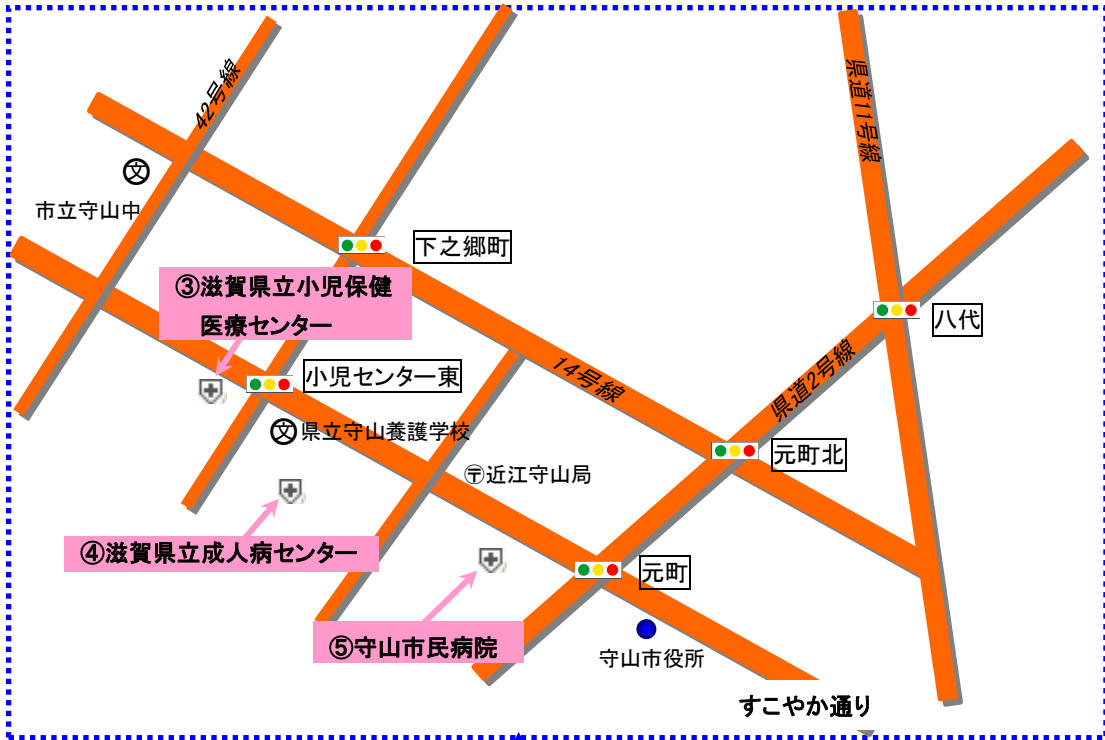 42号線
県道11号線
文
市立守山中
下之郷町
③滋賀県立小児保健
医療センター
八代
小児センター東
14号線
県道2号線
文県立守山養護学校
元町北
〒近江守山局
④滋賀県立成人病センター
元町
⑤守山市民病院
守山市役所
すこやか通り